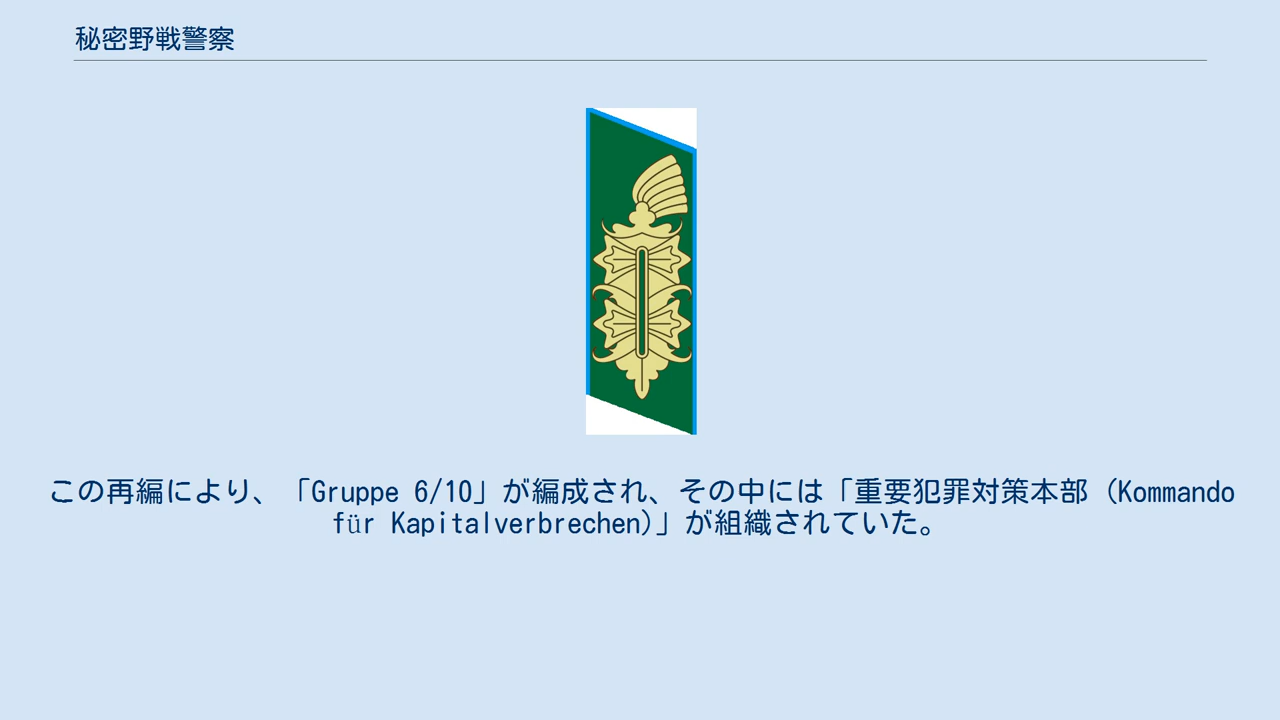 秘密野戦警察
この再編により、「Gruppe 6/10」が編成され、その中には「重要犯罪対策本部 (Kommando
für Kapitalverbrechen)」が組織されていた。